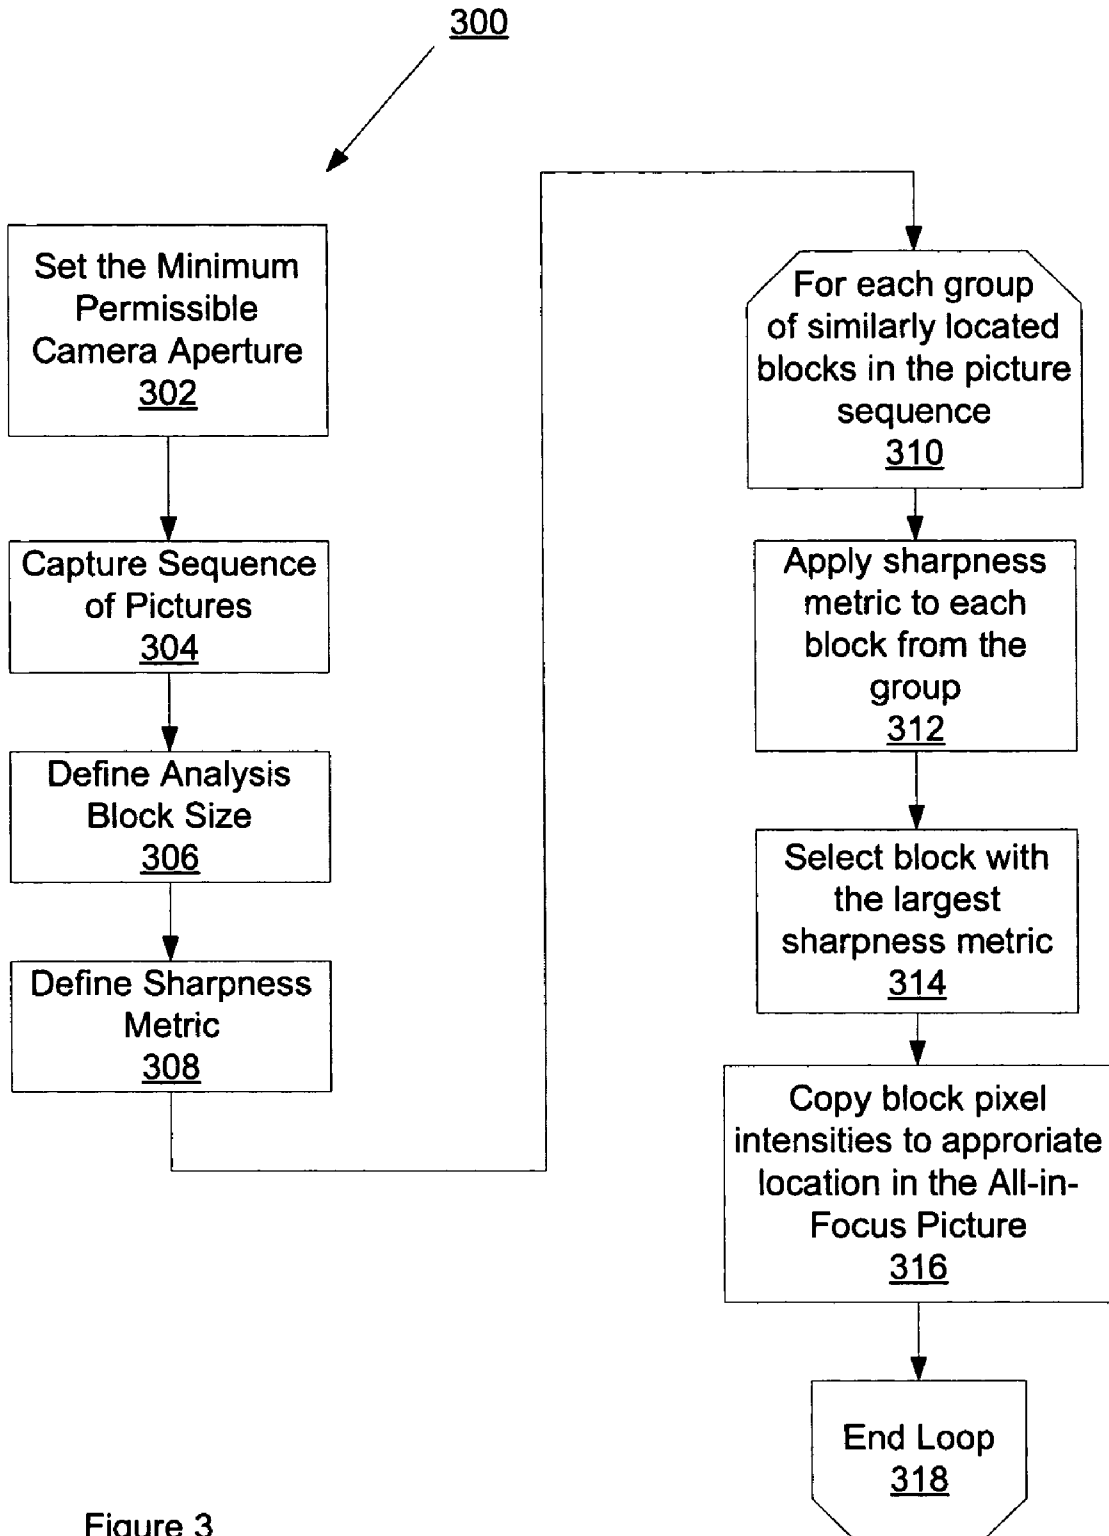 300
Set the Minimum
Permissible
Camera Aperture
302
Capture Sequence
of Pictures
304
Define Analysis
Block Size
306
Define Sharpness
Metric
308
For each group
of similarly located
blocks in the picture
sequence
310
Apply sharpness
metric to each
block from the
group
312
Select block with
the largest
sharpness metric
314
Copy block pixel
intensities to approriate
location in the All-in-
Focus Picture
316
End Loop
318
Figure 3